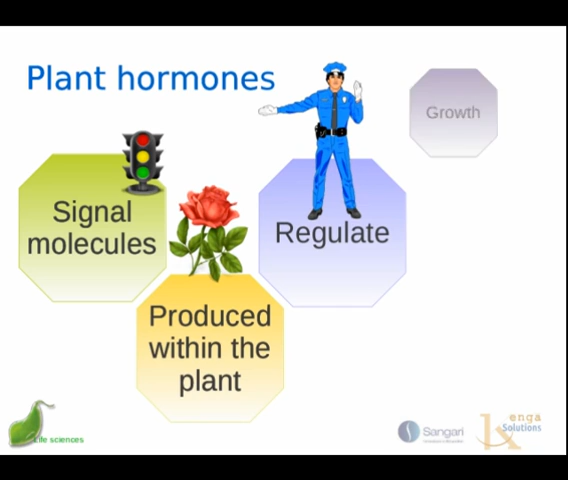 Plant hormones
Growth
Signal
molecules
Regulate
Produced
within the
plant
Life sciences
Sangari
enga
Solutions